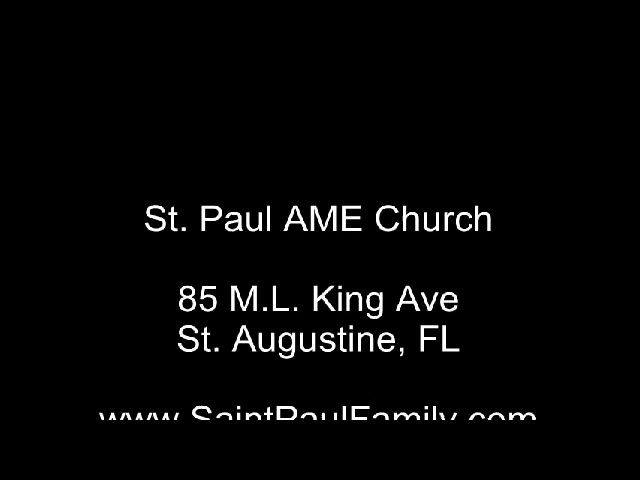 St. Paul AME Church
85 M.L. King Ave
St. Augustine, FL
www.SaintPaulFamily.com